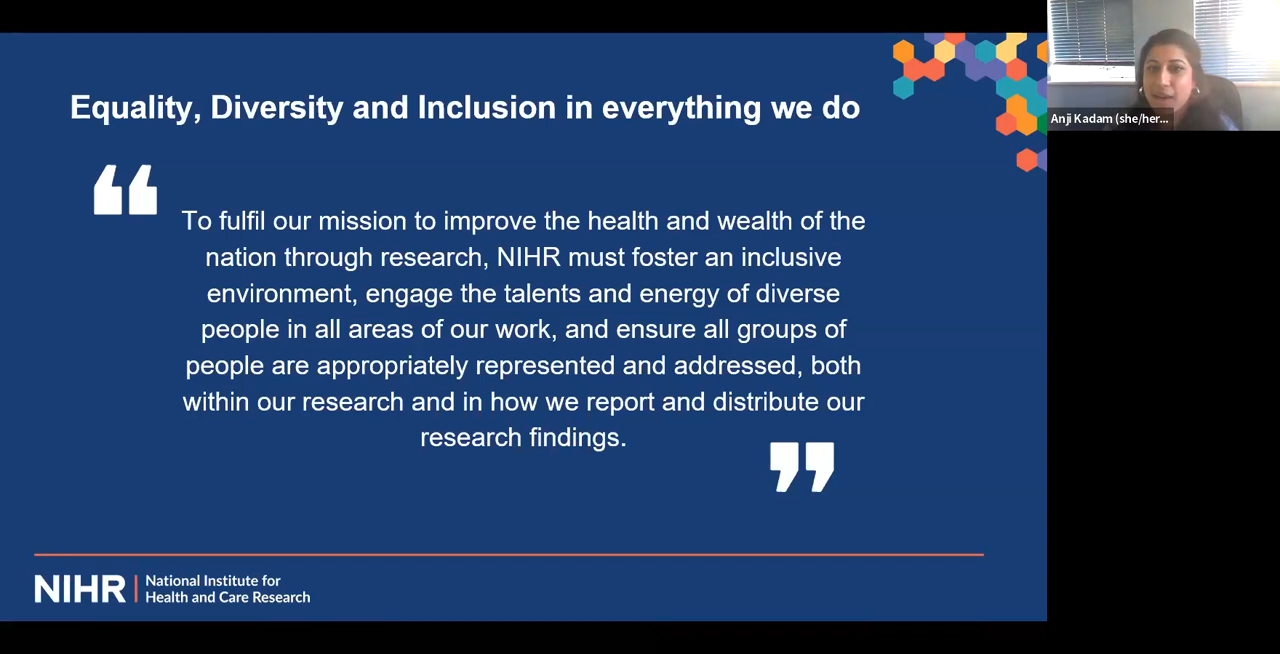 Equality, Diversity and Inclusion in everything we do
“
To fulfil our mission to improve the health and wealth of the
nation through research, NIHR must foster an inclusive
environment, engage the talents and energy of diverse
people in all areas of our work, and ensure all groups of
people are appropriately represented and addressed, both
within our research and in how we report and distribute our
research findings.
”
NIHR | National Institute for
Health and Care Research
Anji Kadam (she/her...